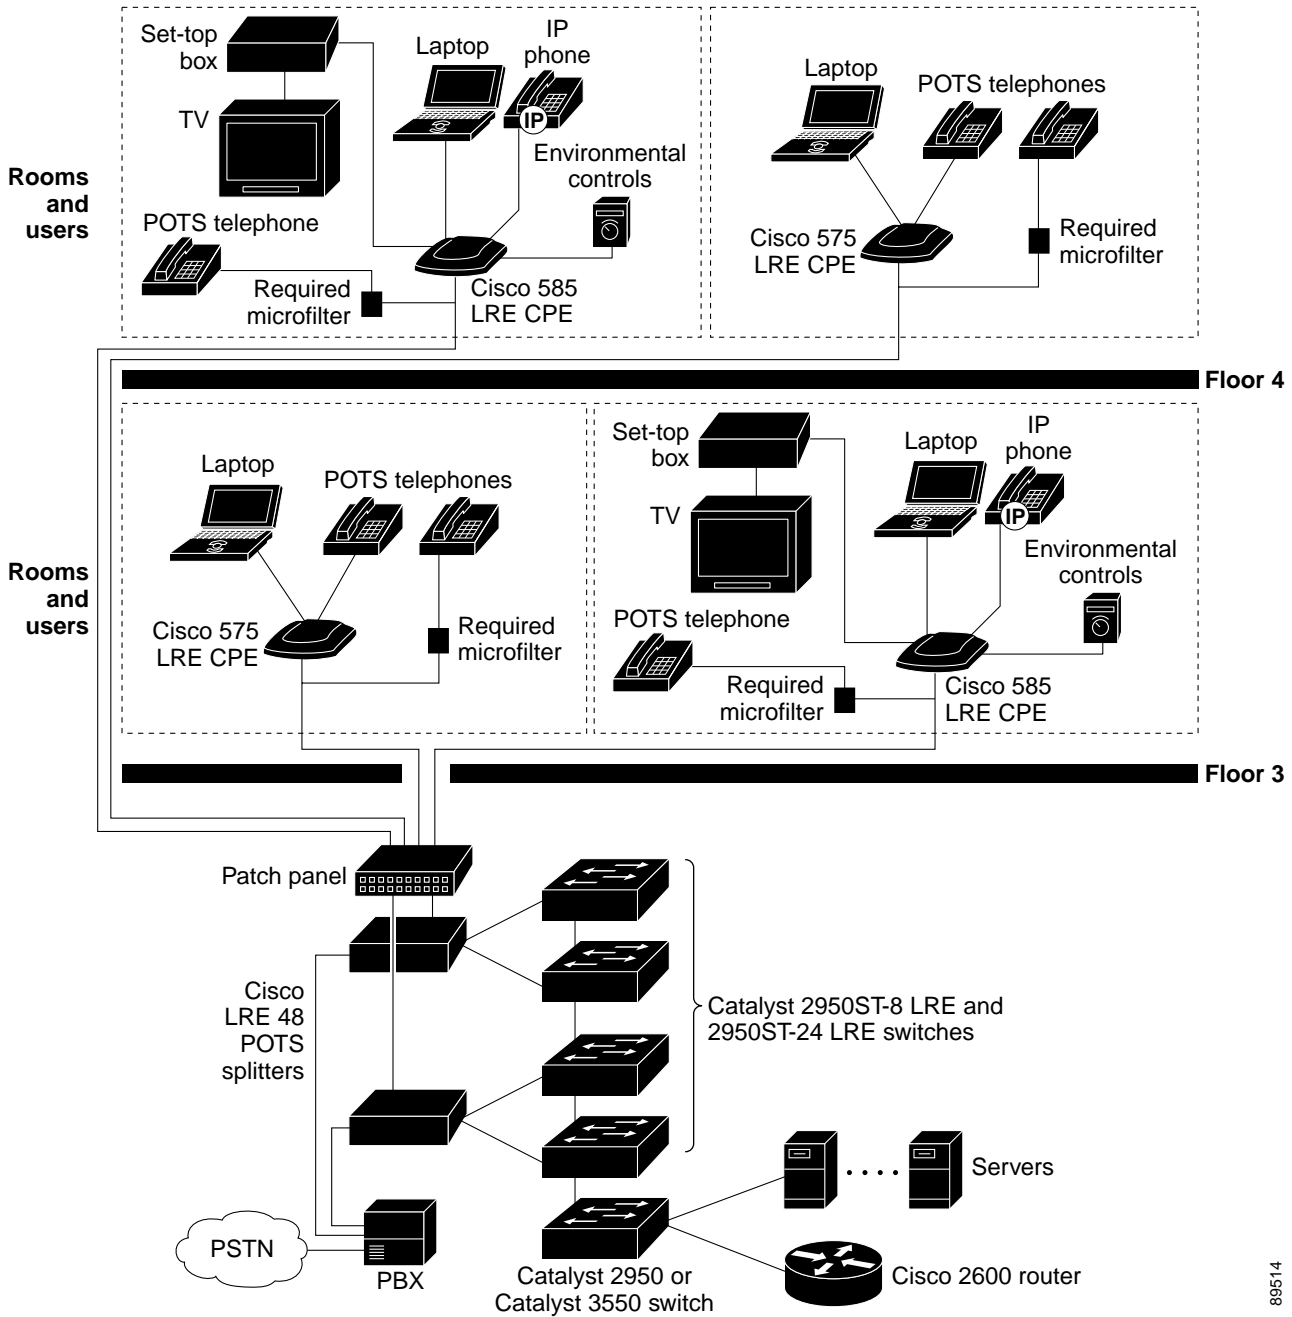 Set-top
box
Laptop
IP
phone
TV
IP
Environmental
controls
POTS telephone
Required
microfilter
Cisco 585
LRE CPE
Laptop
POTS telephones
Cisco 575
LRE CPE
Required
microfilter
Rooms
and
users
Floor 4
Laptop
POTS telephones
Cisco 575
LRE CPE
Required
microfilter
Set-top
box
Laptop
IP
phone
TV
IP
Environmental
controls
POTS telephone
Required
microfilter
Cisco 585
LRE CPE
Rooms
and
users
Floor 3
Patch panel
Cisco
LRE 48
POTS
splitters
Catalyst 2950ST-8 LRE and
2950ST-24 LRE switches
Servers
PSTN
PBX
Catalyst 2950 or
Catalyst 3550 switch
Cisco 2600 router
89514